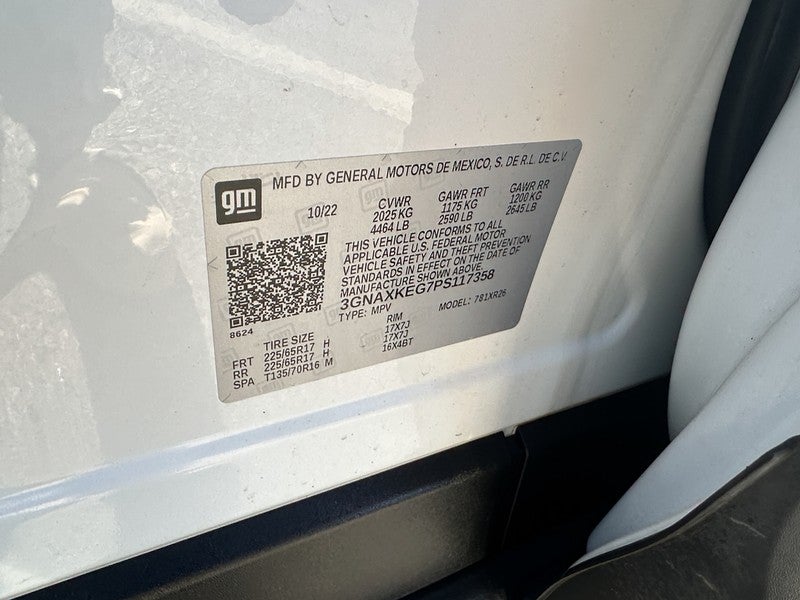 gm
MFD BY GENERAL MOTORS DE MEXICO, S. DE R.L. DE C.V.
10/22 GVWR GAWR FRT GAWR RR
2025 KG 1175 KG 1200 KG
4464 LB 2590 LB 2645 LB
THIS VEHICLE CONFORMS TO ALL
APPLICABLE U.S. FEDERAL MOTOR
VEHICLE SAFETY AND THEFT PREVENTION
STANDARDS IN EFFECT ON THE DATE OF
MANUFACTURE SHOWN ABOVE.
3GNAXKEG7PS117358
TYPE: MPV MODEL: 781XR26
8624
TIRE SIZE RIM
FRT 225/65R17 H 17X7J
RR 225/65R17 H 17X7J
SPA T135/70R16 M 16X4BT